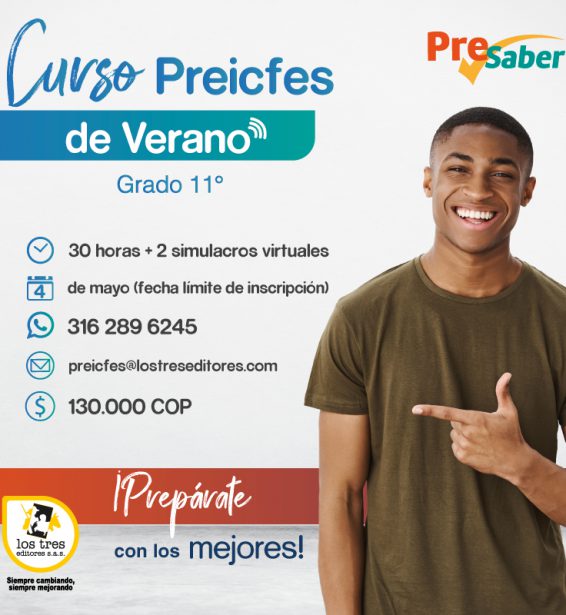 Curso Preicfes
PreSaber
de Verano
Grado 11°
30 horas + 2 simulacros virtuales
4
de mayo (fecha límite de inscripción)
316 289 6245
preicfes@lostreseditores.com
$ 130.000 COP
¡Prepárate
con los mejores!
los tres
editores s.a.s.
Siempre cambiando,
siempre mejorando